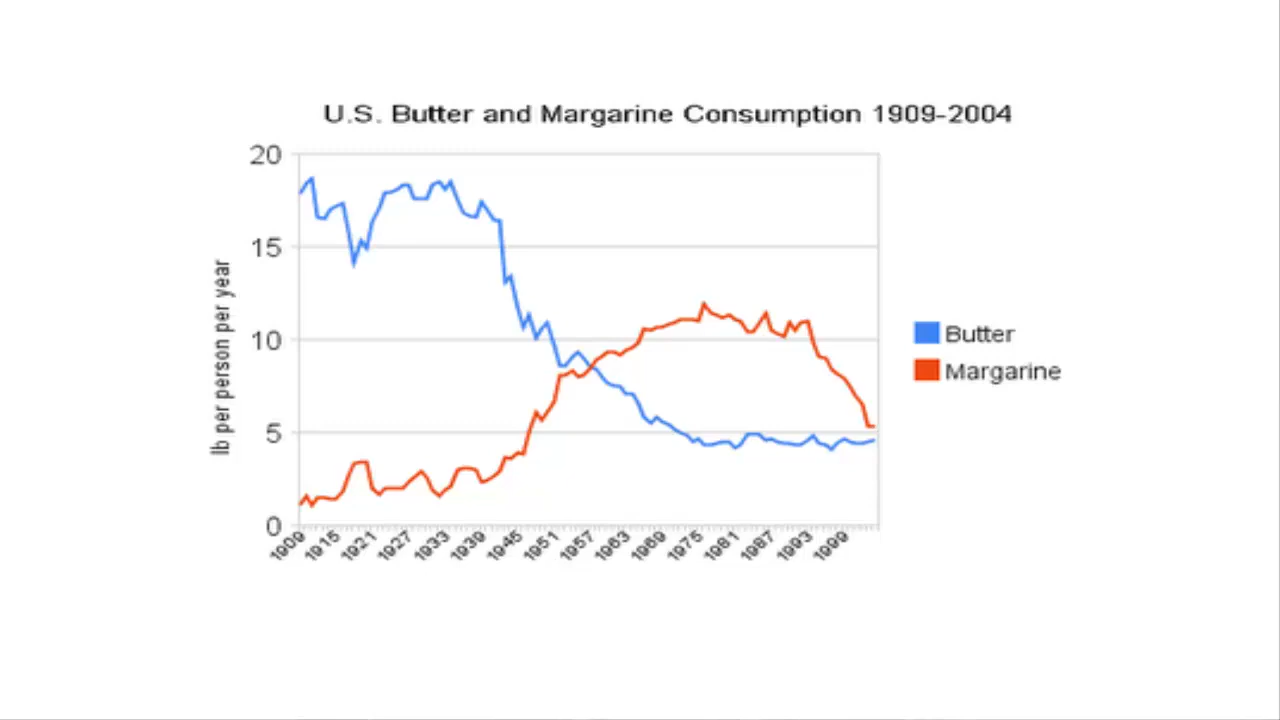 U.S. Butter and Margarine Consumption 1909-2004
20
15
10
5
0
lb per person per year
1909 1915 1921 1927 1933 1939 1945 1951 1957 1963 1969 1975 1981 1987 1993 1999
Butter
Margarine